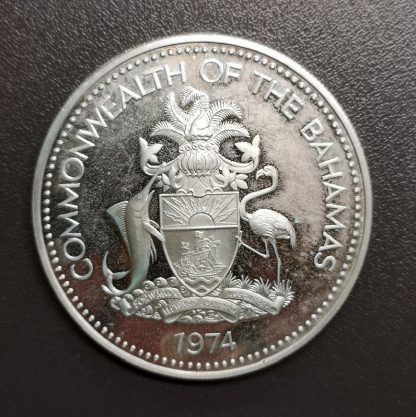 COMMONWEALTH OF THE BAHAMAS
1974